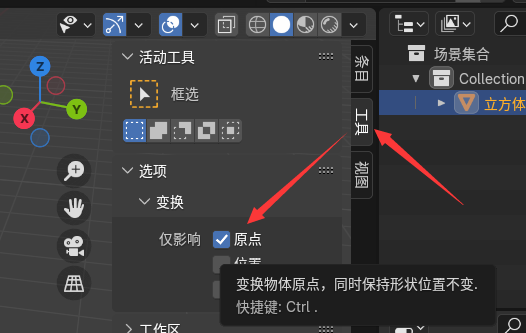 Z
Y
X
活动工具
框选
选项
变换
仅影响 原点
位置
变换物体原点，同时保持形状位置不变.
快捷键: Ctrl .
工作区
条目
工具
视图
场景集合
Collection
立方体